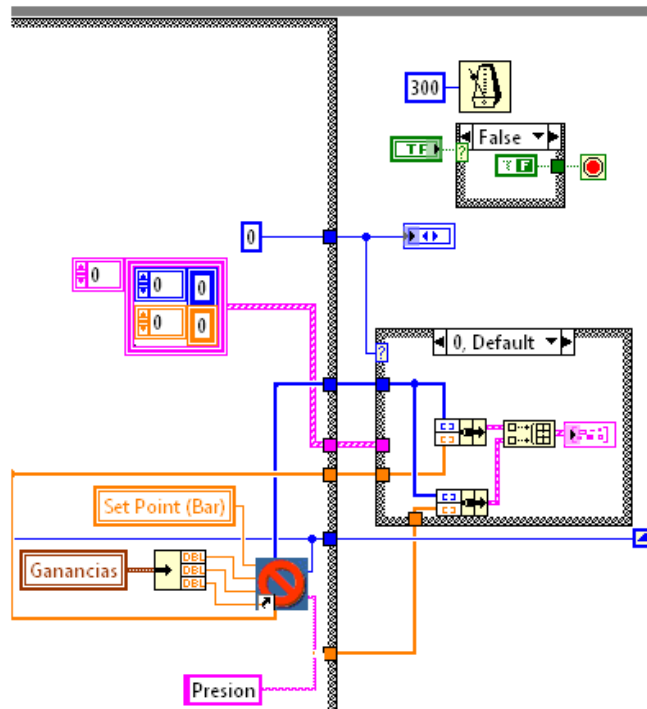 300
TF
False
F
0
0
0
0
0
0
0, Default
Set Point (Bar)
Ganancias
DBL
DBL
DBL
Presion